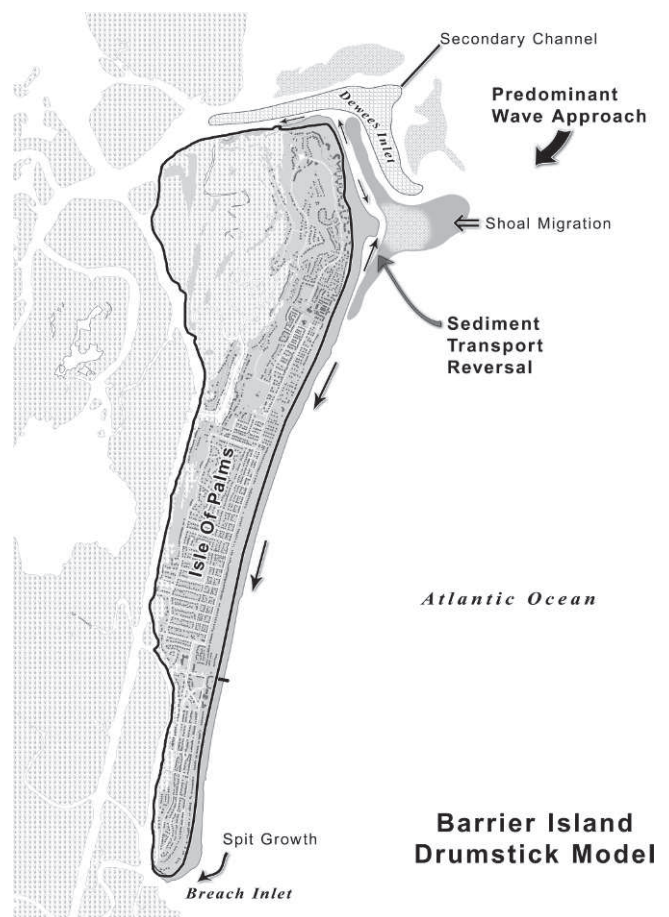 Secondary Channel
Predominant
Wave Approach
Dewees Inlet
Shoal Migration
Sediment
Transport
Reversal
Isle Of Palms
Atlantic Ocean
Barrier Island
Drumstick Model
Spit Growth
Breach Inlet